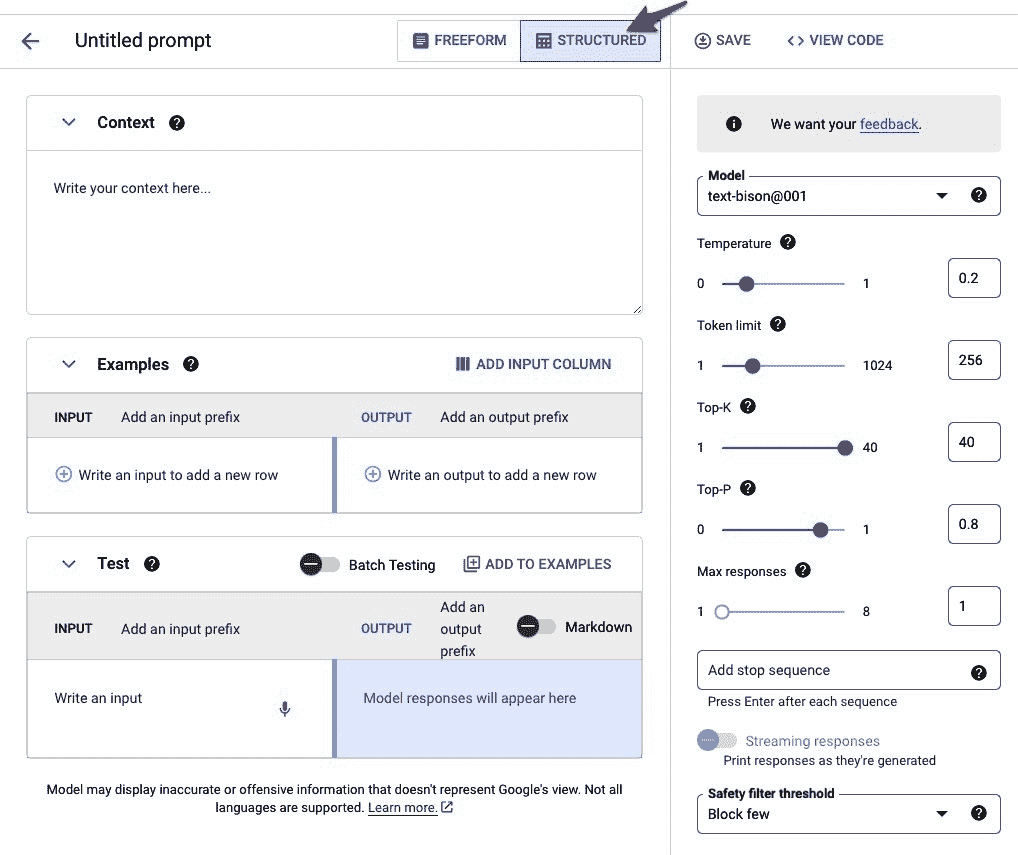 Untitled prompt
FREEFORM
STRUCTURED
SAVE
<> VIEW CODE
Context
Write your context here...
Examples
ADD INPUT COLUMN
INPUT Add an input prefix
OUTPUT Add an output prefix
Write an input to add a new row
Write an output to add a new row
Test
Batch Testing
ADD TO EXAMPLES
INPUT Add an input prefix
OUTPUT
Add an
output
prefix
Markdown
Write an input
Model responses will appear here
Model may display inaccurate or offensive information that doesn't represent Google's view. Not all
languages are supported. Learn more.
We want your feedback.
Model
text-bison@001
Temperature
0 1 0.2
Token limit
1 1024 256
Top-K
1 40 40
Top-P
0 1 0.8
Max responses
1 8 1
Add stop sequence
Press Enter after each sequence
Streaming responses
Print responses as they're generated
Safety filter threshold
Block few